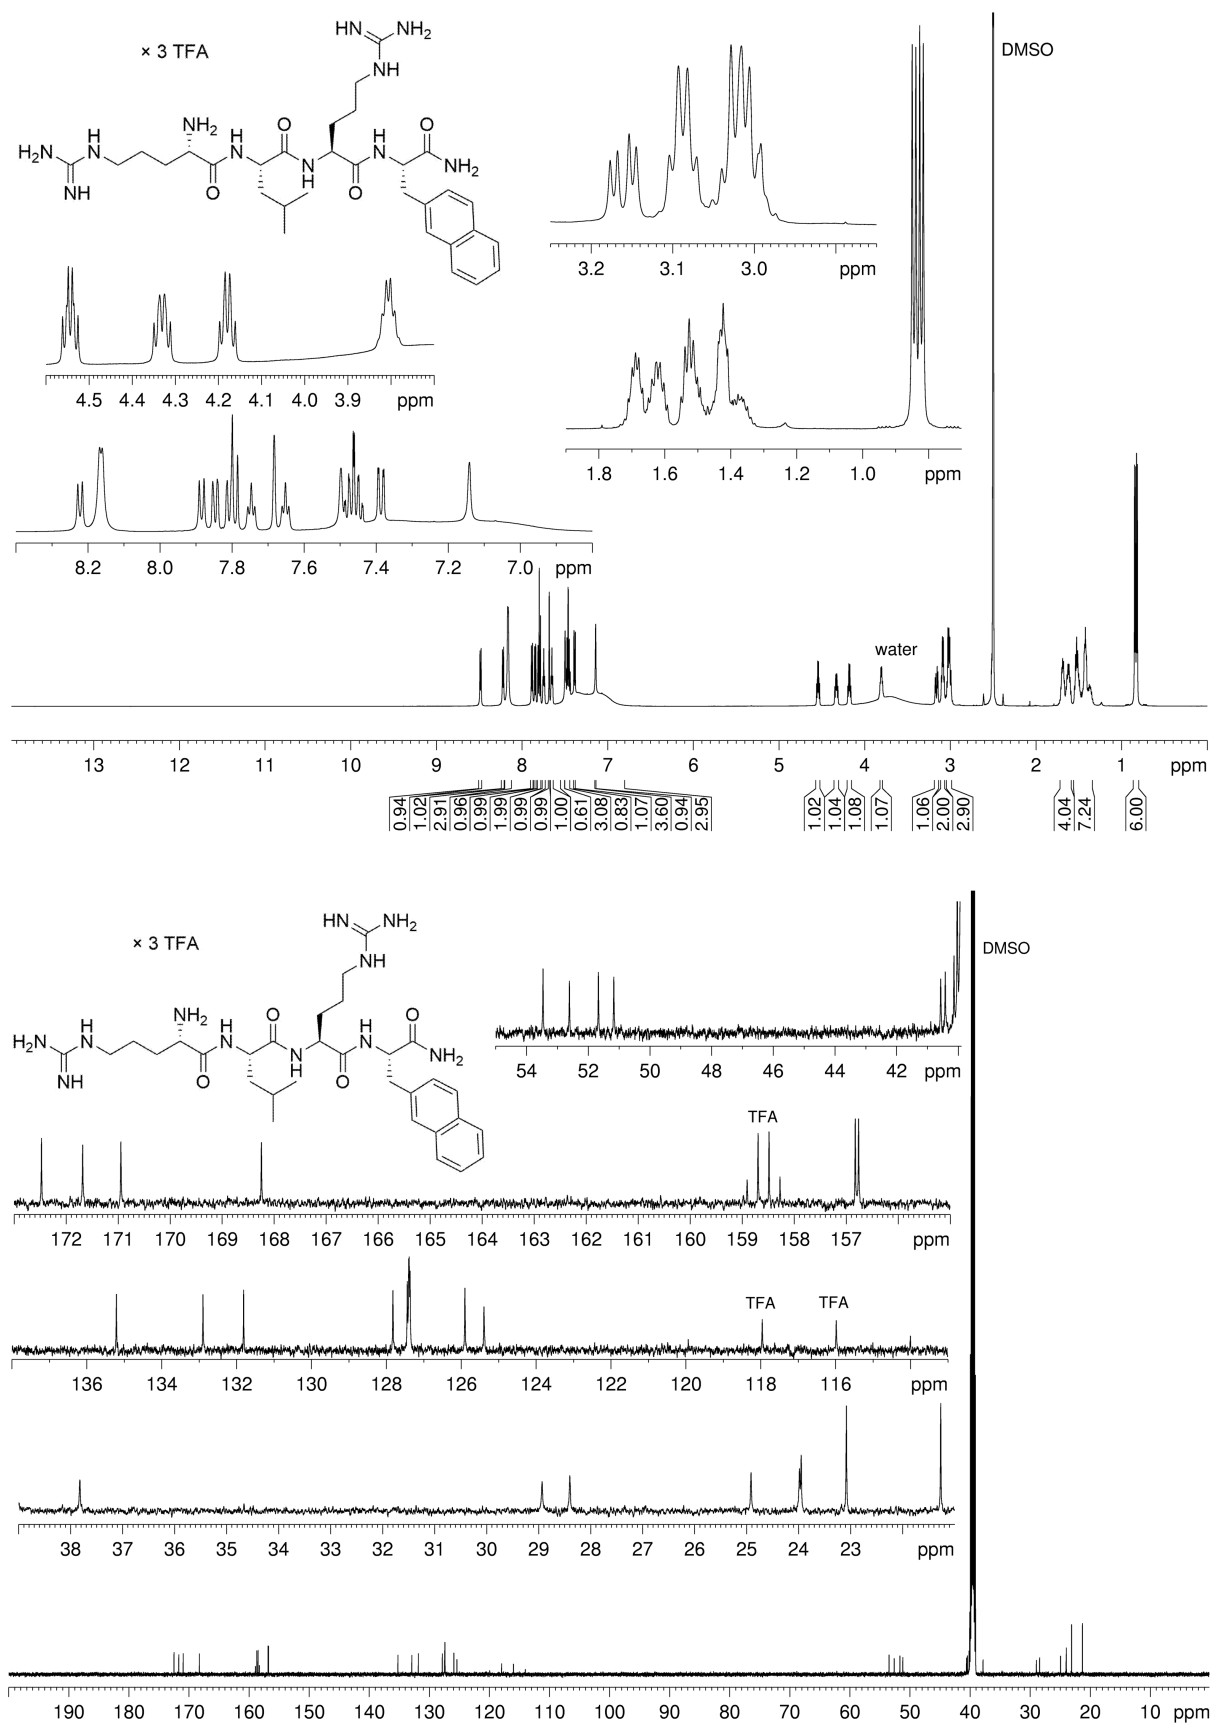 HN NH2
× 3 TFA
DMSO
NH
NH2 H O H O
H2N H N N N NH2
NH O N H O
3.2 3.1 3.0 ppm
4.5 4.4 4.3 4.2 4.1 4.0 3.9 ppm
1.8 1.6 1.4 1.2 1.0 ppm
8.2 8.0 7.8 7.6 7.4 7.2 7.0 ppm
water
13 12 11 10 9 8 7 6 5 4 3 2 1 ppm
0.94 1.02 2.91 0.96 0.99 1.99 0.99 0.99 1.00 0.61 3.08 0.83 1.07 3.60 0.94 2.95 1.02 1.04 1.08 1.07 1.06 2.00 2.90 4.04 7.24 6.00
HN NH2
× 3 TFA
DMSO
NH
NH2 H O H O
H2N H N N N NH2
NH O N H O
54 52 50 48 46 44 42 ppm
TFA
172 171 170 169 168 167 166 165 164 163 162 161 160 159 158 157 ppm
TFA TFA
136 134 132 130 128 126 124 122 120 118 116 ppm
38 37 36 35 34 33 32 31 30 29 28 27 26 25 24 23 ppm
190 180 170 160 150 140 130 120 110 100 90 80 70 60 50 40 30 20 10 ppm